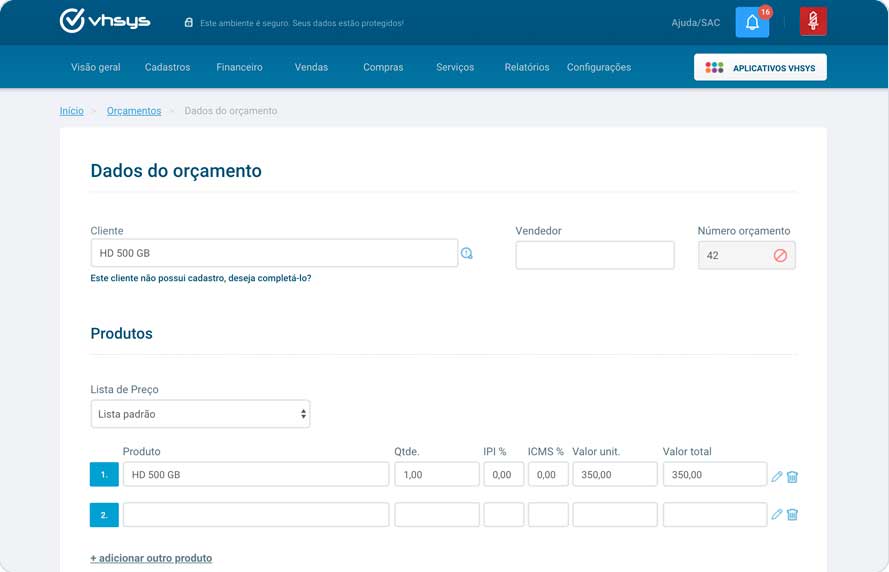 vhsys
Este ambiente é seguro. Seus dados estão protegidos!
Ajuda/SAC
16
Visão geral Cadastros Financeiro Vendas Compras Serviços Relatórios Configurações
APLICATIVOS VHSYS
Início > Orçamentos > Dados do orçamento
Dados do orçamento
Cliente Vendedor Número orçamento
HD 500 GB 42
Este cliente não possui cadastro, deseja completá-lo?
Produtos
Lista de Preço
Lista padrão
Produto Qtde. IPI % ICMS % Valor unit. Valor total
1. HD 500 GB 1,00 0,00 0,00 350,00 350,00
2.
+ adicionar outro produto